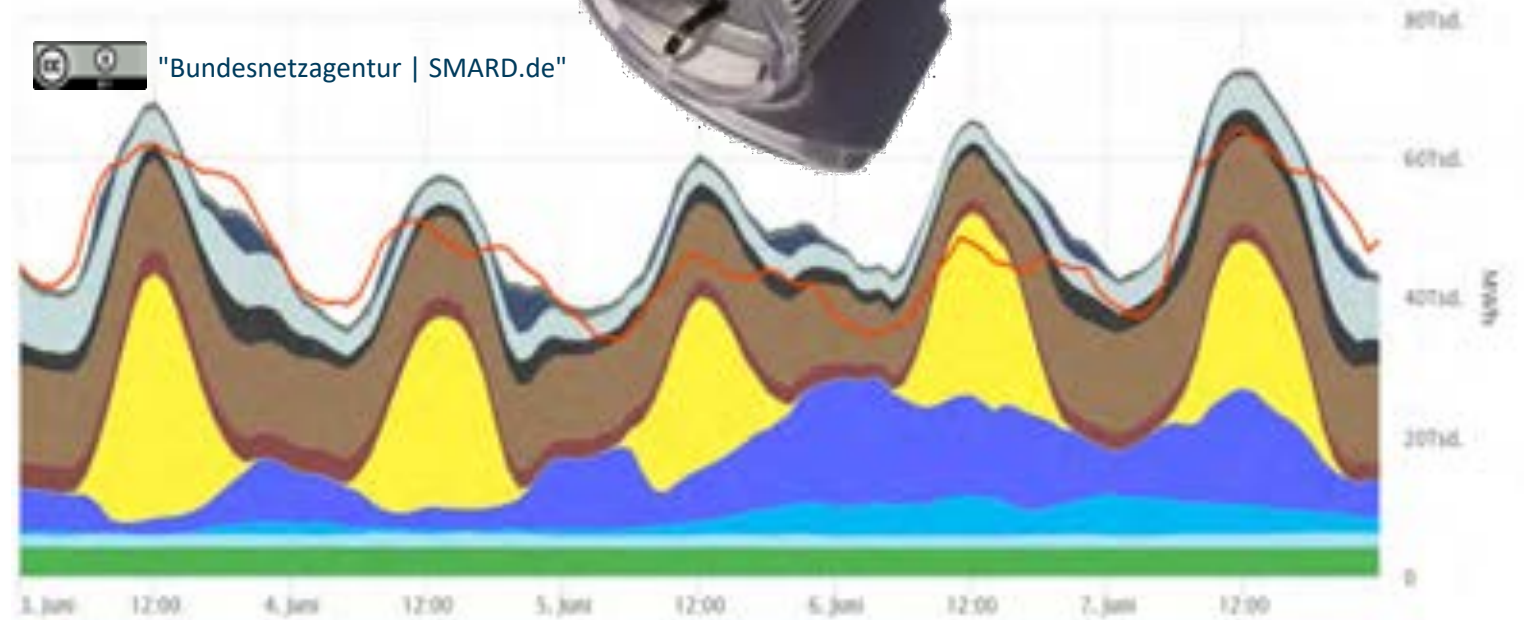 80Tsd.
cc
"Bundesnetzagentur | SMARD.de"
60Tsd.
40Tsd.
MWh
20Tsd.
0
3. Juni 12:00 4. Juni 12:00 5. Juni 12:00 6. Juni 12:00 7. Juni 12:00